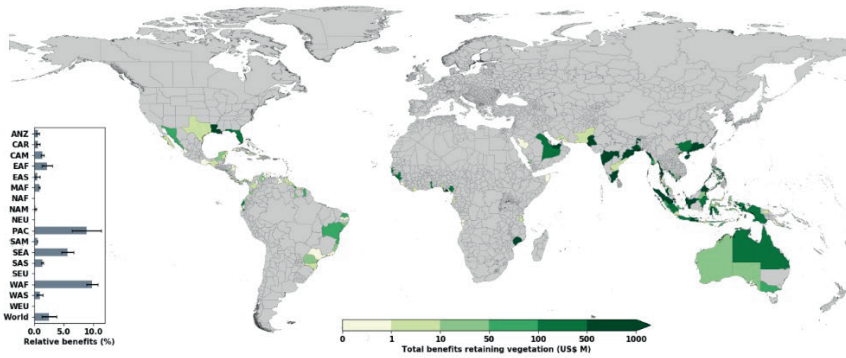 ANZ
CAR
CAM
EAF
EAS
MAF
NAF
NAM
NEU
PAC
SAM
SEA
SAS
SEU
WAF
WAS
WEU
World
0.0 5.0 10.0
Relative benefits (%)
0 1 10 50 100 500 1000
Total benefits retaining vegetation (US$ M)